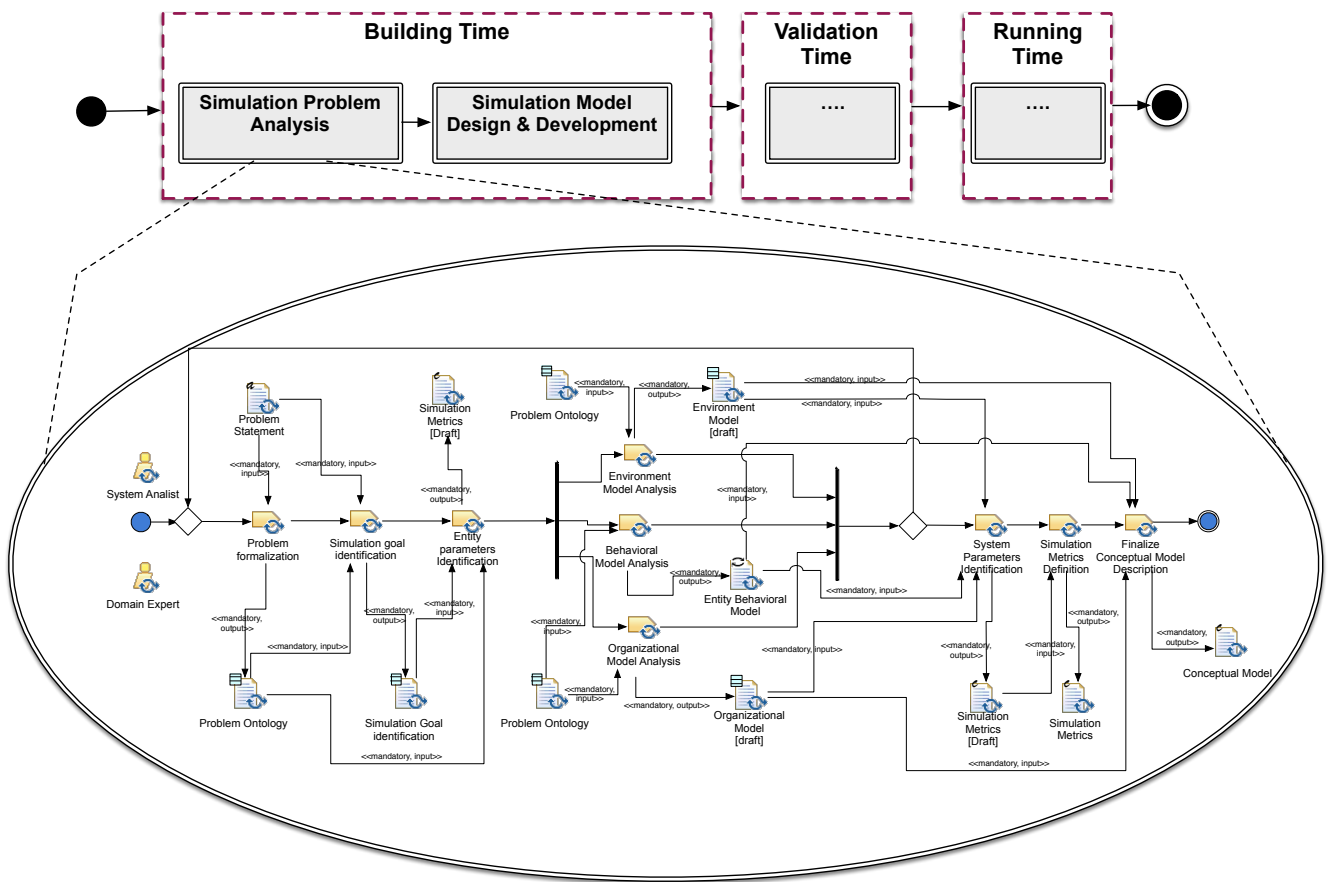 Building Time
Validation
Time
Running
Time
Simulation Problem
Analysis
Simulation Model
Design & Development
....
....
Problem
Statement
Simulation
Metrics
[Draft]
Problem Ontology
<<mandatory,
input>>
<<mandatory,
output>>
Environment
Model
[draft]
<<mandatory, input>>
<<mandatory, input>>
System Analist
<<mandatory,
input>>
<<mandatory, input>>
<<mandatory,
output>>
Environment
Model Analysis
<<mandatory,
input>>
Problem
formalization
Simulation goal
identification
Entity
parameters
Identification
Behavioral
Model Analysis
<<mandatory,
output>>
Entity Behavioral
Model
System
Parameters
Identification
Simulation
Metrics
Definition
Finalize
Conceptual Model
Description
Domain Expert
<<mandatory,
output>>
<<mandatory, input>>
<<mandatory,
output>>
<<mandatory,
input>>
<<mandatory,
input>>
Organizational
Model Analysis
<<mandatory, input>>
<<mandatory,
output>>
<<mandatory,
input>>
<<mandatory,
output>>
<<mandatory,
output>>
Conceptual Model
Problem Ontology
Simulation Goal
identification
Problem Ontology
<<mandatory,
input>>
<<mandatory, output>>
Organizational
Model
[draft]
Simulation
Metrics
[Draft]
Simulation
Metrics
<<mandatory, input>>
<<mandatory, input>>